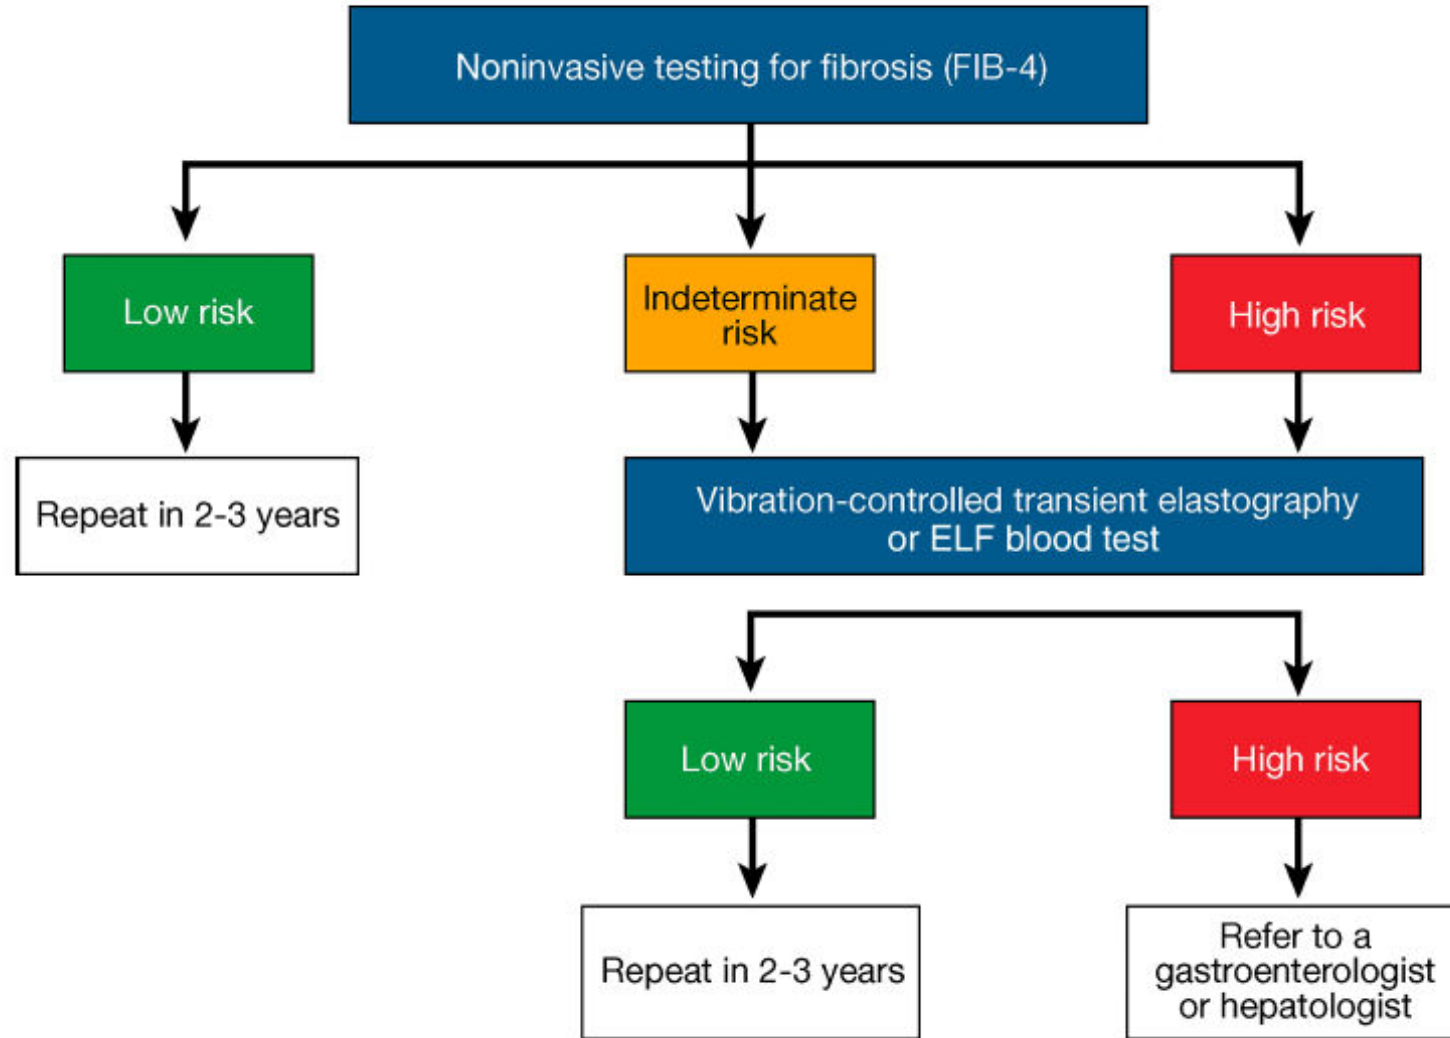 Noninvasive testing for fibrosis (FIB-4)
Low risk
Indeterminate
risk
High risk
Repeat in 2-3 years
Vibration-controlled transient elastography
or ELF blood test
Low risk
High risk
Repeat in 2-3 years
Refer to a
gastroenterologist
or hepatologist